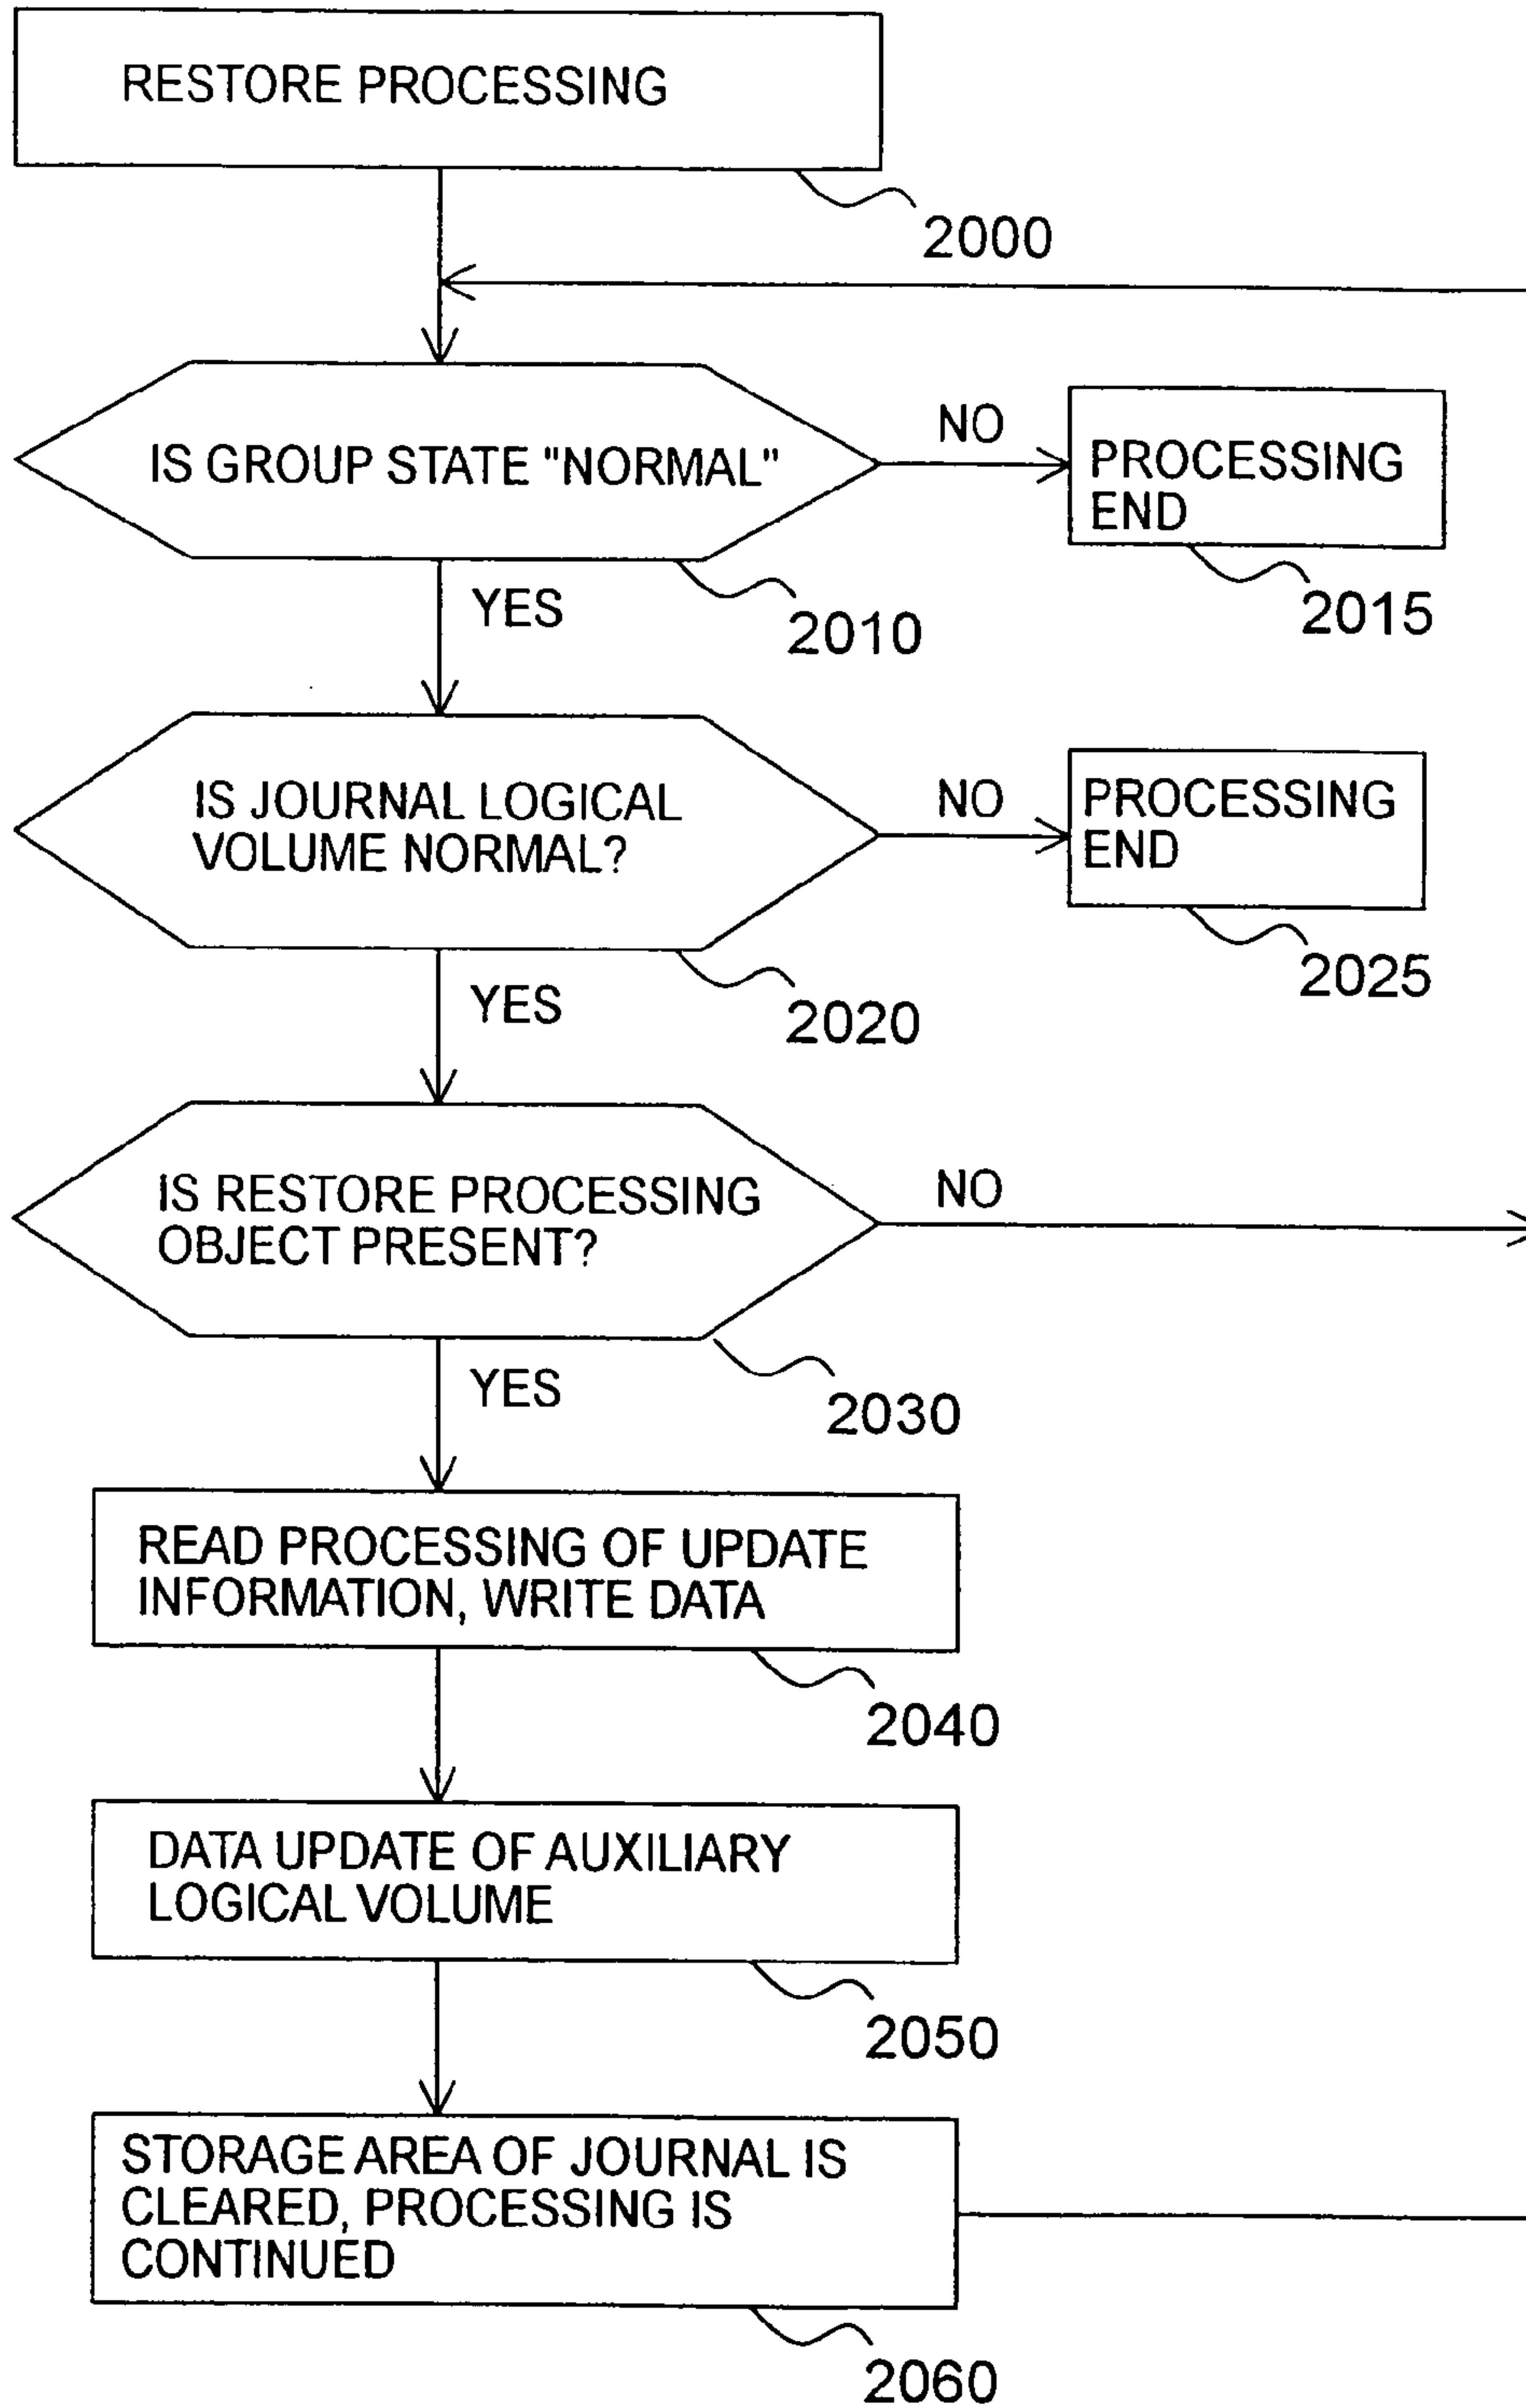 RESTORE PROCESSING
2000
IS GROUP STATE "NORMAL"
NO
PROCESSING
END
2015
YES
2010
IS JOURNAL LOGICAL
VOLUME NORMAL?
NO
PROCESSING
END
2025
YES
2020
IS RESTORE PROCESSING
OBJECT PRESENT?
NO
YES
2030
READ PROCESSING OF UPDATE
INFORMATION, WRITE DATA
2040
DATA UPDATE OF AUXILIARY
LOGICAL VOLUME
2050
STORAGE AREA OF JOURNAL IS
CLEARED, PROCESSING IS
CONTINUED
2060